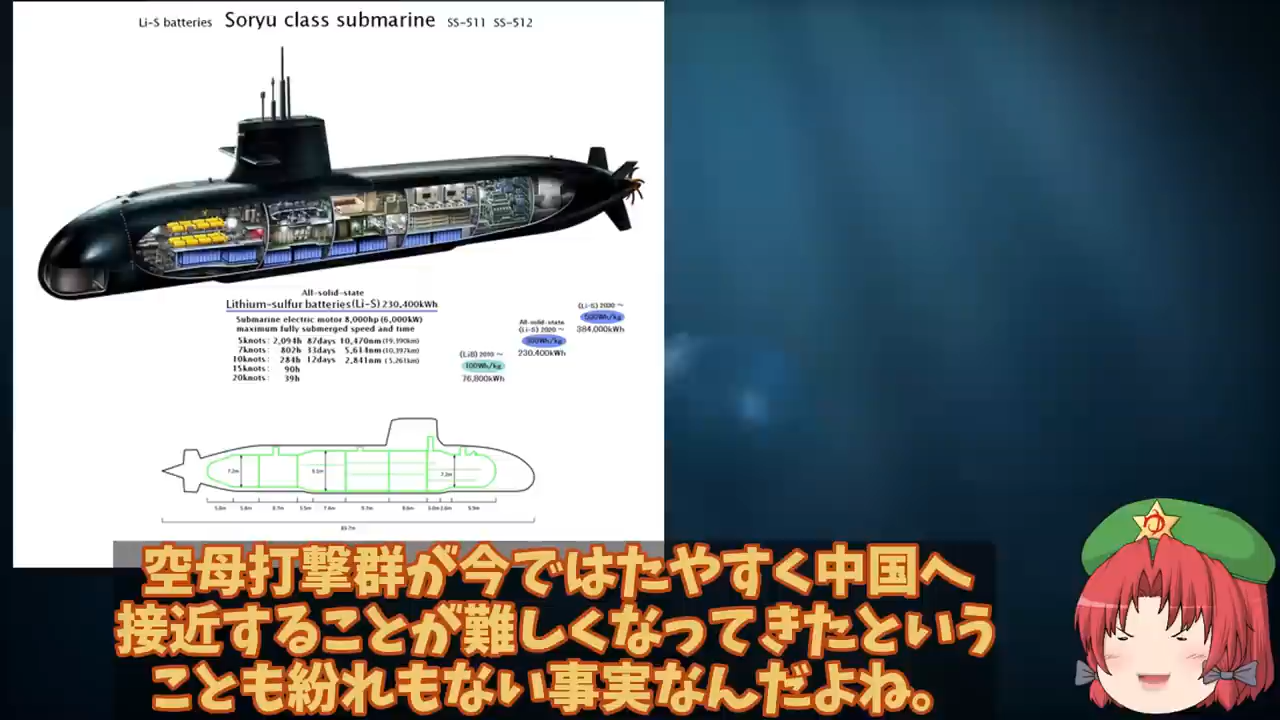 Li-S batteries Soryu class submarine SS-511 SS-512
All-solid-state
Lithium-sulfur batteries(Li-S) 230,400kWh
Submarine electric motor 8,000hp (6,000kW)
maximum fully submerged speed and time
5knots: 2,094h 87days 10,470nm (19,390km)
7knots: 802h 33days 5,614nm (10,397km)
10knots: 284h 12days 2,841nm (5,261km)
15knots: 90h
20knots: 39h
(LiB) 2010 ~
100Wh/kg
76,800kWh
All-solid-state
(Li-S) 2020 ~
300Wh/kg
230,400kWh
(Li-S) 2030 ~
500Wh/kg
384,000kWh
7.2m 9.1m 7.2m
空母打撃群が今ではたやすく中国へ
接近することが難しくなってきたという
ことも紛れもない事実なんだよね。